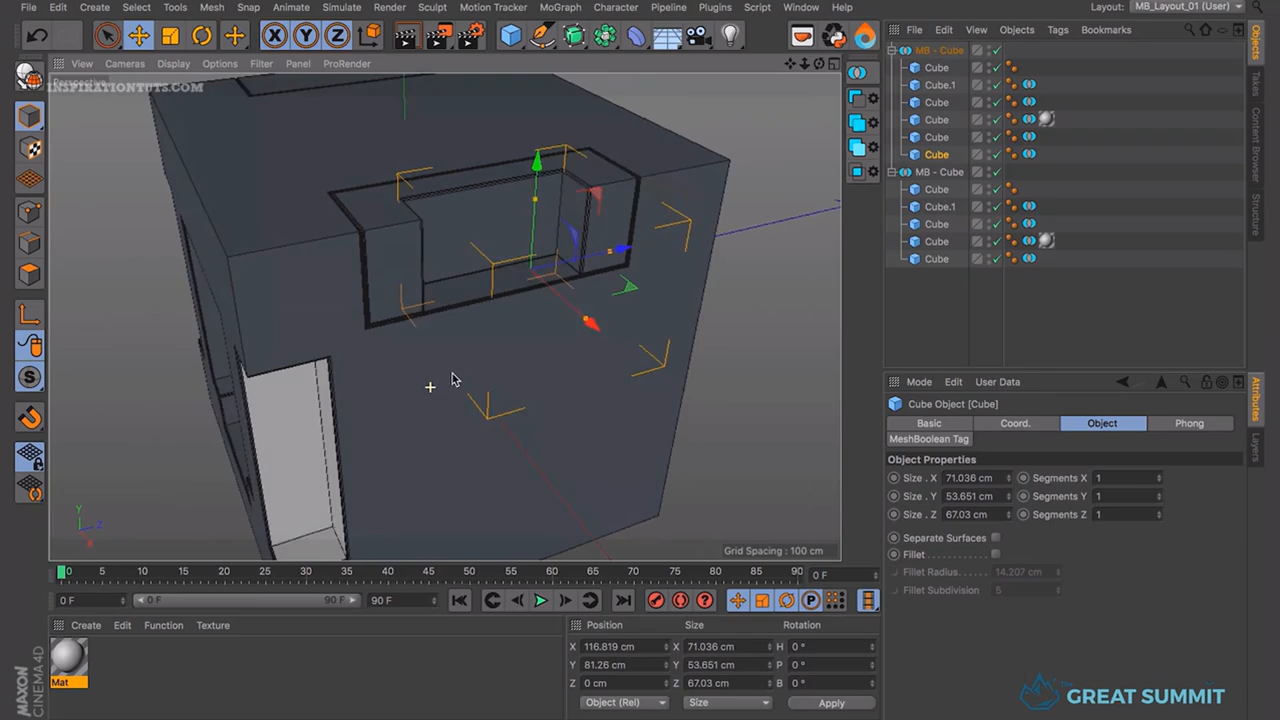 File Edit Create Select Tools Mesh Snap Animate Simulate Render Sculpt Motion Tracker MoGraph Character Pipeline Plugins Script Window Help Layout: MB_Layout_01 (User)
X Y Z
File Edit View Objects Tags Bookmarks
View Cameras Display Options Filter Panel ProRender
Perspective
INSPIRATIONTUTS.COM
MB - Cube
Cube
Cube.1
Cube
Cube
Cube
Cube
MB - Cube
Cube
Cube.1
Cube
Cube
Cube
Objects
Takes
Content Browser
Structure
S
Mode Edit User Data
Cube Object [Cube]
Basic Coord. Object Phong
MeshBoolean Tag
Object Properties
Size . X 71.036 cm Segments X 1
Size . Y 53.651 cm Segments Y 1
Size . Z 67.03 cm Segments Z 1
Separate Surfaces
Fillet
Fillet Radius. 14.207 cm
Fillet Subdivision 5
Attributes
Layers
Y
Z
X
Grid Spacing : 100 cm
0 5 10 15 20 25 30 35 40 45 50 55 60 65 70 75 80 85 90 0 F
0 F 0 F 90 F 90 F
P
Create Edit Function Texture
Mat
MAXON
CINEMA 4D
Position Size Rotation
X 116.819 cm X 71.036 cm H 0 °
Y 81.26 cm Y 53.651 cm P 0 °
Z 0 cm Z 67.03 cm B 0 °
Object (Rel) Size Apply
GREAT SUMMIT